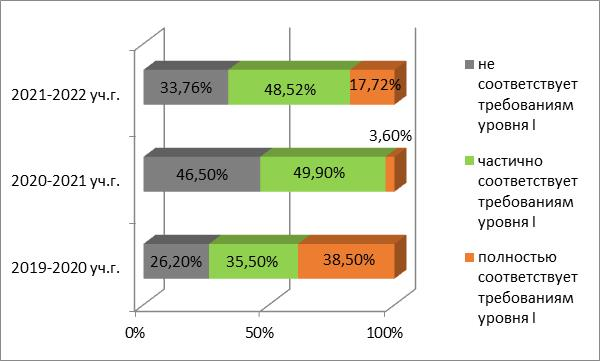 2021-2022 уч.г.
33,76%
48,52%
17,72%
3,60%
2020-2021 уч.г.
46,50%
49,90%
2019-2020 уч.г.
26,20%
35,50%
38,50%
0%
50%
100%
не
соответствует
требованиям
уровня I
частично
соответствует
требованиям
уровня I
полностью
соответствует
требованиям
уровня I